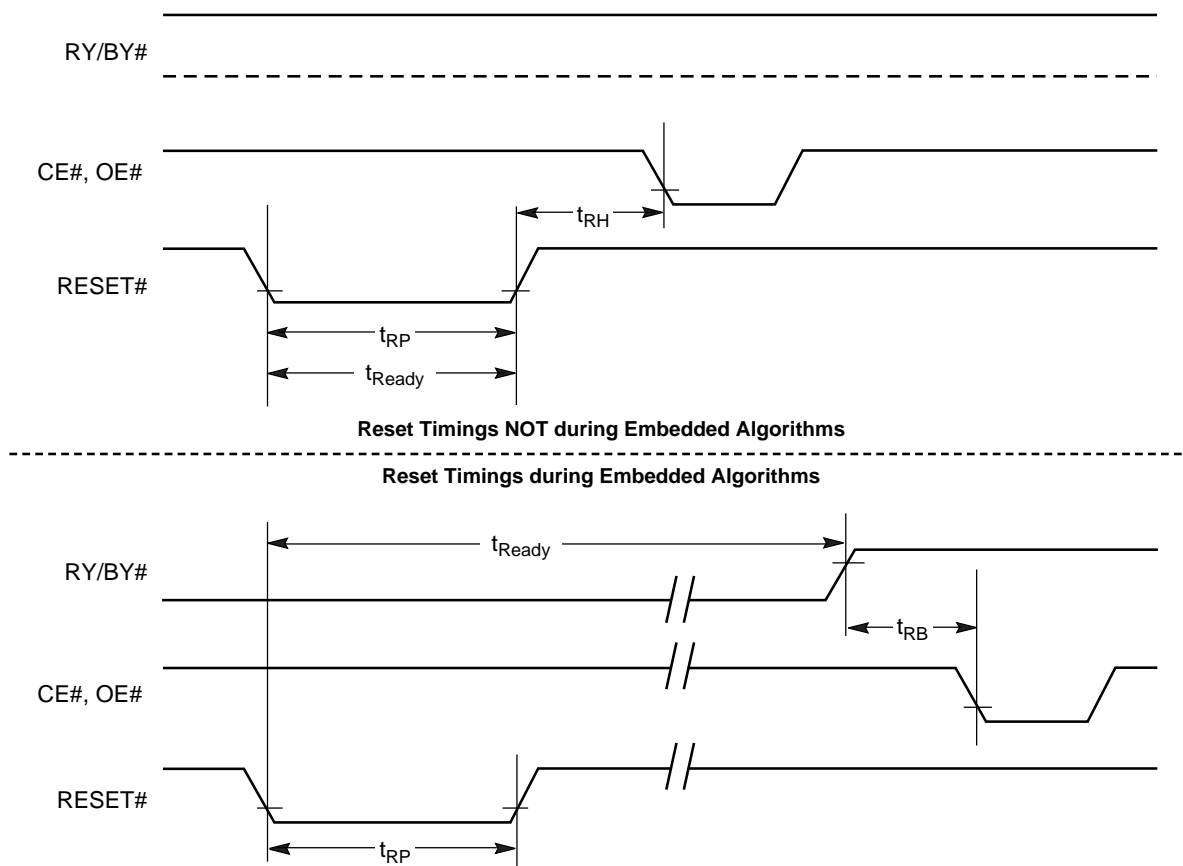 RY/BY#
CE#, OE#
tRH
RESET#
tRP
tReady
Reset Timings NOT during Embedded Algorithms
Reset Timings during Embedded Algorithms
tReady
RY/BY#
tRB
CE#, OE#
RESET#
tRP